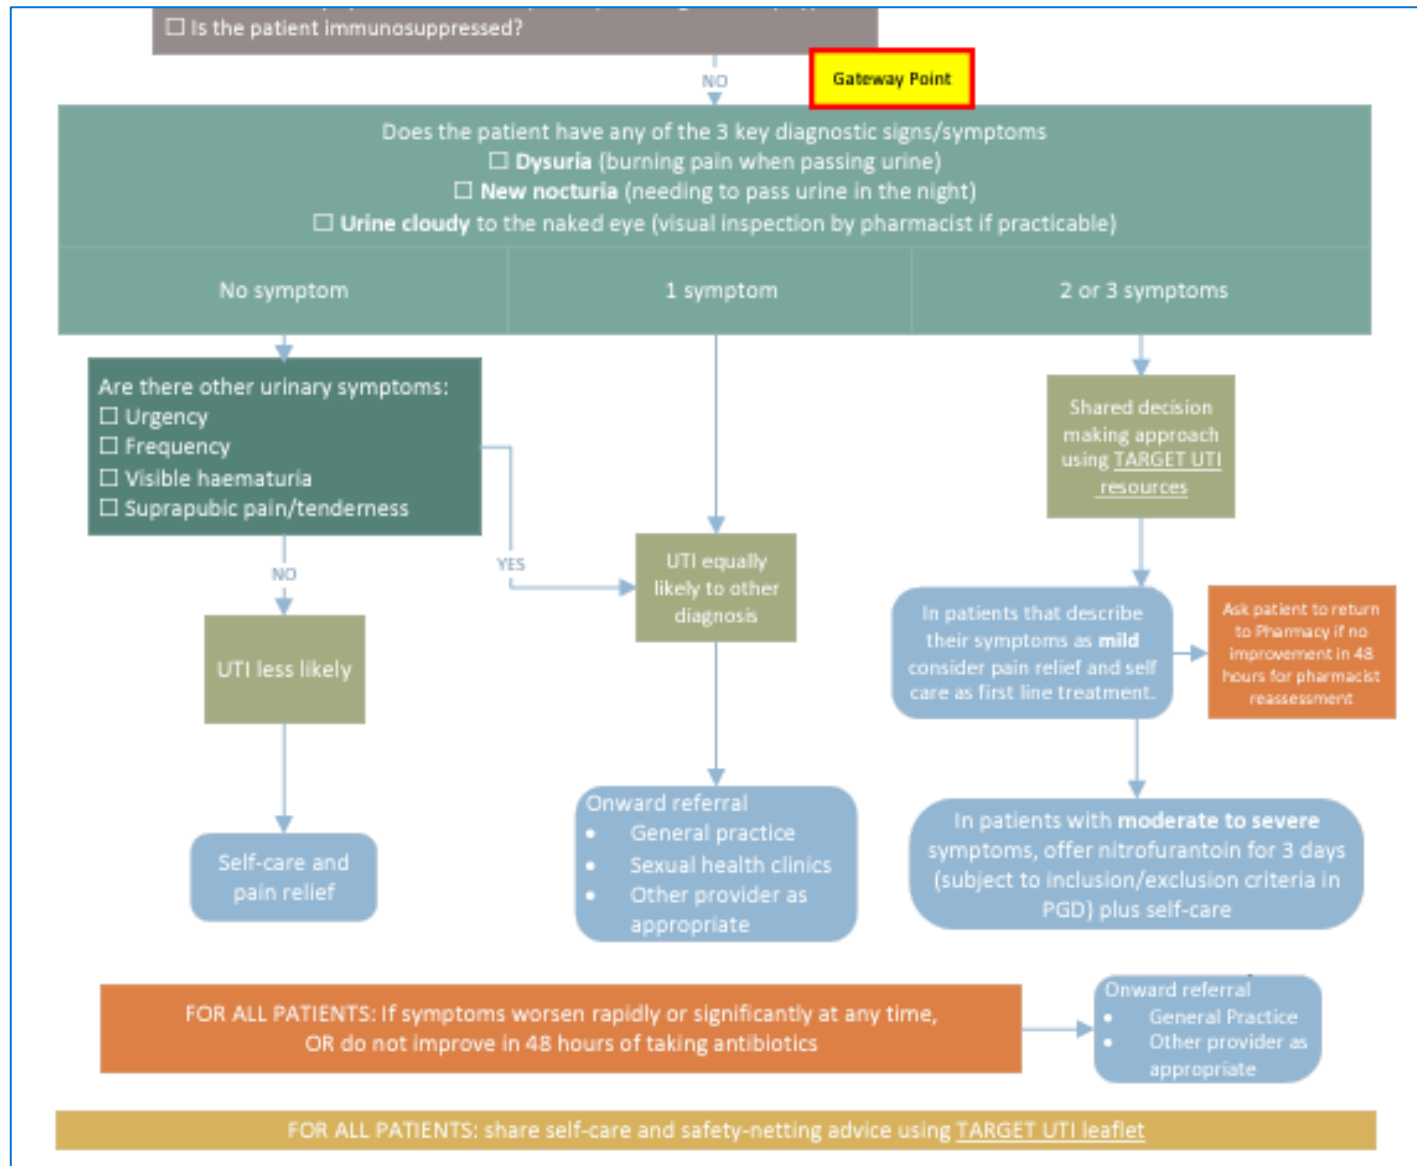 ☐ Is the patient immunosuppressed?
NO
Gateway Point
Does the patient have any of the 3 key diagnostic signs/symptoms
☐ Dysuria (burning pain when passing urine)
☐ New nocturia (needing to pass urine in the night)
☐ Urine cloudy to the naked eye (visual inspection by pharmacist if practicable)
No symptom
1 symptom
2 or 3 symptoms
Are there other urinary symptoms:
☐ Urgency
☐ Frequency
☐ Visible haematuria
☐ Suprapubic pain/tenderness
Shared decision
making approach
using TARGET UTI
resources
YES
NO
UTI equally
likely to other
diagnosis
UTI less likely
In patients that describe
their symptoms as mild
consider pain relief and self
care as first line treatment.
Ask patient to return
to Pharmacy if no
improvement in 48
hours for pharmacist
reassessment
Self-care and
pain relief
Onward referral
• General practice
• Sexual health clinics
• Other provider as
appropriate
In patients with moderate to severe
symptoms, offer nitrofurantoin for 3 days
(subject to inclusion/exclusion criteria in
PGD) plus self-care
FOR ALL PATIENTS: If symptoms worsen rapidly or significantly at any time,
OR do not improve in 48 hours of taking antibiotics
Onward referral
• General Practice
• Other provider as
appropriate
FOR ALL PATIENTS: share self-care and safety-netting advice using TARGET UTI leaflet